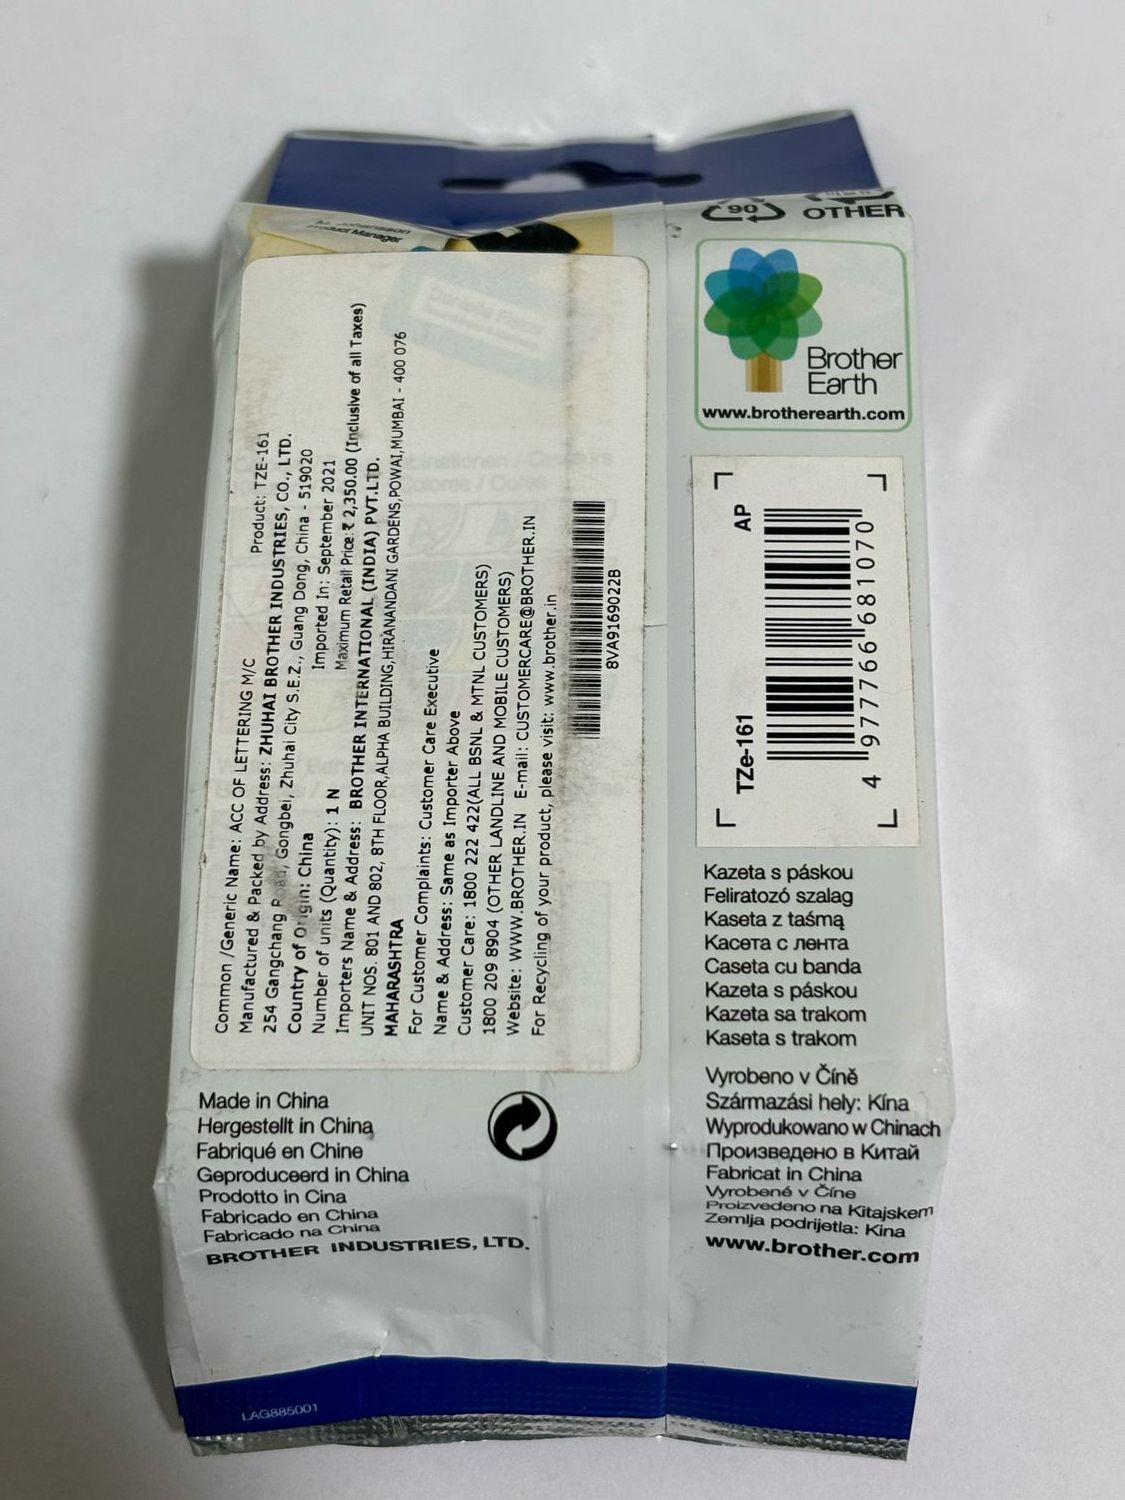 M. Johansson
Product Manager
90
OTHER
Brother
Earth
www.brotherearth.com
Common /Generic Name: ACC OF LETTERING M/C Product: TZE-161
Manufactured & Packed by Address: ZHUHAI BROTHER INDUSTRIES, CO., LTD.
254 Gangchang Road, Gongbei, Zhuhai City S.E.Z., Guang Dong, China - 519020
Country of Origin: China Imported In: September 2021
Number of units (Quantity): 1 N Maximum Retail Price: ₹ 2,350.00 (Inclusive of all Taxes)
Importers Name & Address: BROTHER INTERNATIONAL (INDIA) PVT.LTD.
UNIT NOS. 801 AND 802, 8TH FLOOR,ALPHA BUILDING,HIRANANDANI GARDENS,POWAI,MUMBAI - 400 076
MAHARASHTRA
For Customer Complaints: Customer Care Executive
Name & Address: Same as Importer Above
Customer Care: 1800 222 422(ALL BSNL & MTNL CUSTOMERS)
1800 209 8904 (OTHER LANDLINE AND MOBILE CUSTOMERS)
Website: WWW.BROTHER.IN E-mail: CUSTOMERCARE@BROTHER.IN
For Recycling of your product, please visit: www.brother.in
8VA9169022B
TZe-161 AP
4 977766 681070
Kazeta s páskou
Feliratozó szalag
Kaseta z taśmą
Касета с лента
Caseta cu banda
Kazeta s páskou
Kazeta sa trakom
Kaseta s trakom
Made in China
Hergestellt in China
Fabriqué en Chine
Geproduceerd in China
Prodotto in Cina
Fabricado en China
Fabricado na China
BROTHER INDUSTRIES, LTD.
Vyrobeno v Číně
Származási hely: Kína
Wyprodukowano w Chinach
Произведено в Китай
Fabricat in China
Vyrobené v Číne
Proizvedeno na Kitajskem
Zemlja podrijetla: Kina
www.brother.com
LAG885001